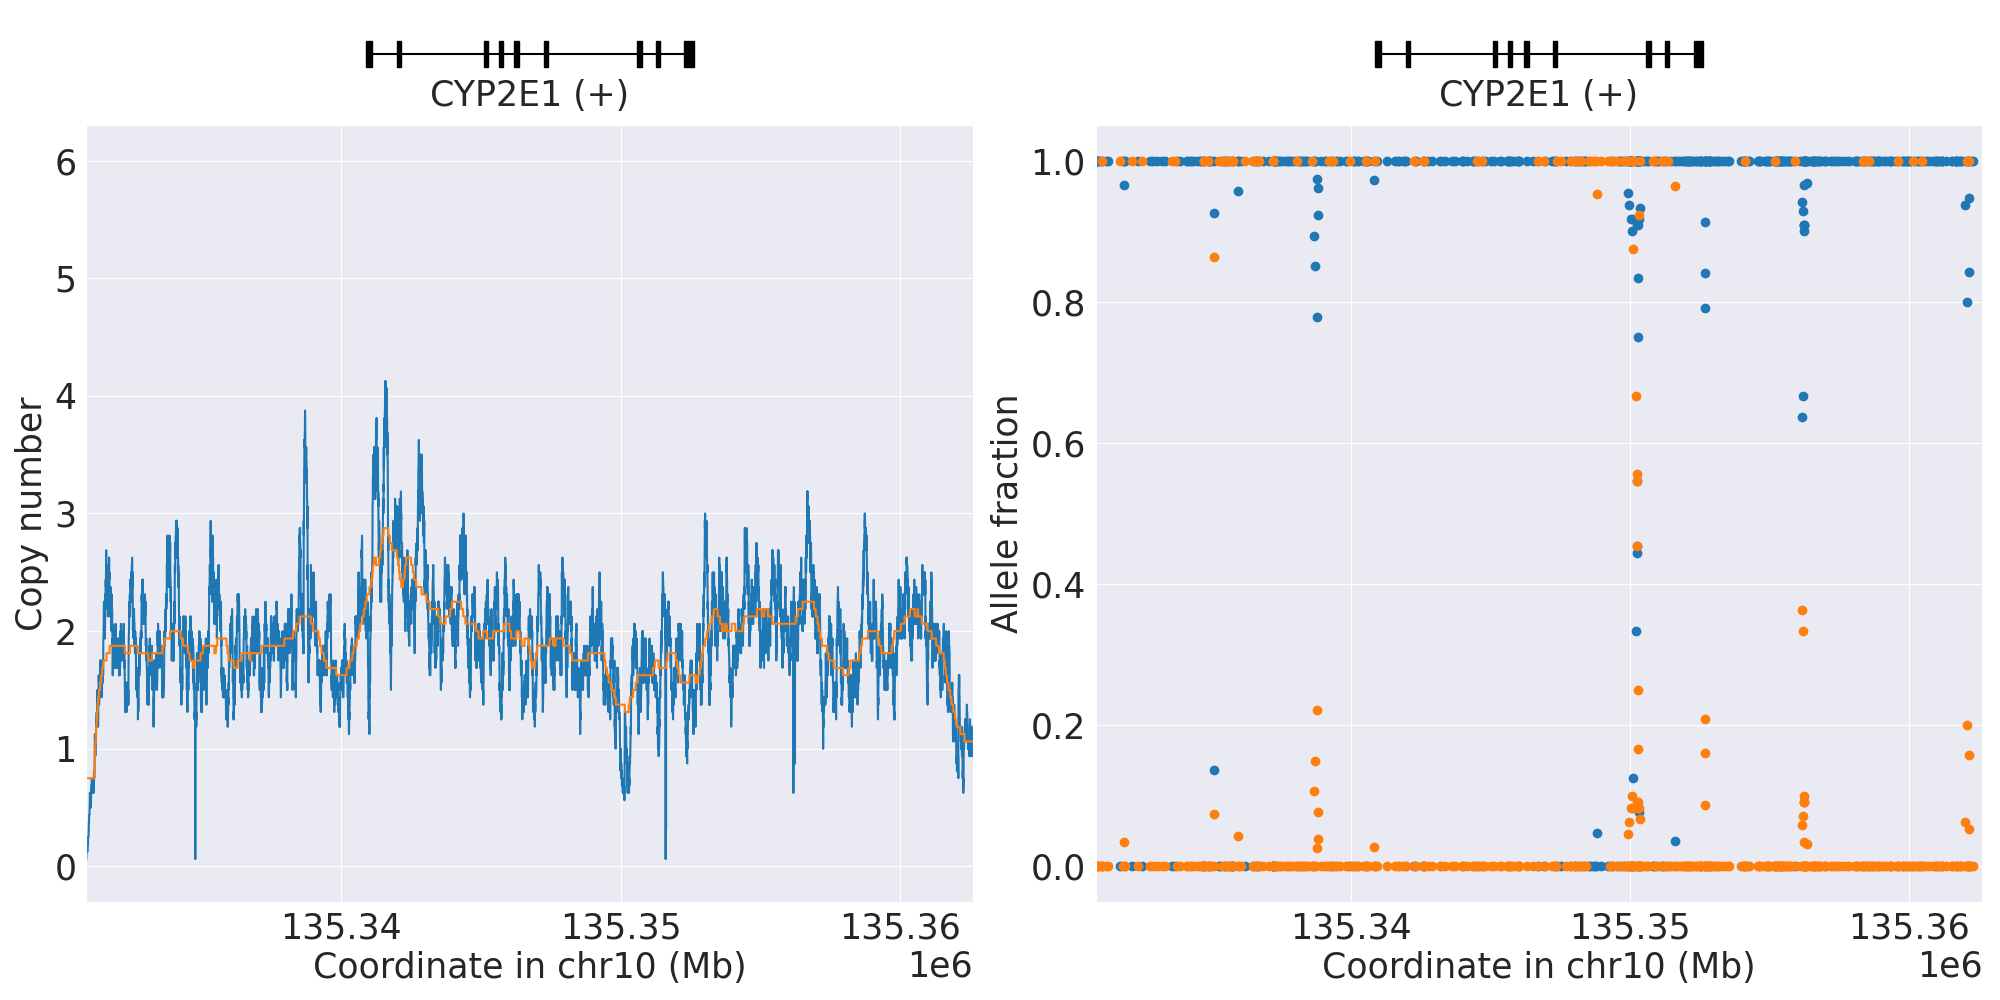 CYP2E1 (+)
6
5
4
3
2
1
0
Copy number
135.34 135.35 135.36
Coordinate in chr10 (Mb)
1e6
CYP2E1 (+)
1.0
0.8
0.6
0.4
0.2
0.0
Allele fraction
135.34 135.35 135.36
Coordinate in chr10 (Mb)
1e6